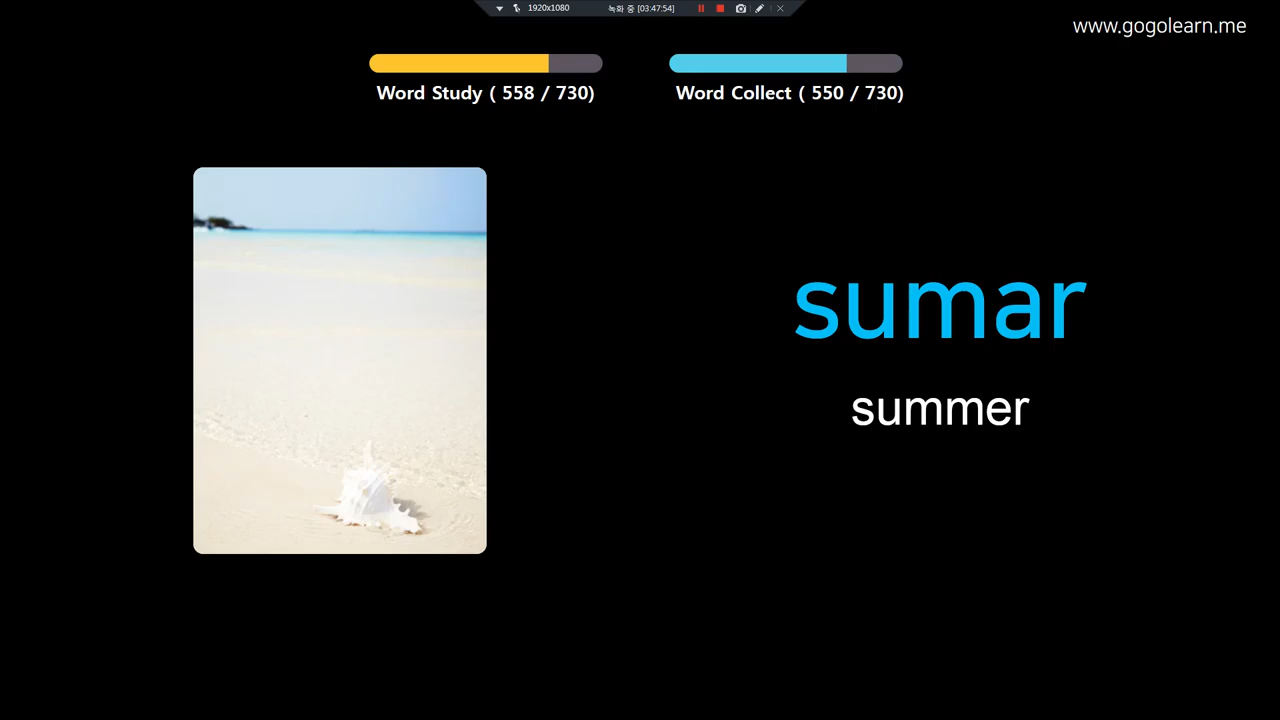 1920x1080 녹화 중 [03:47:54]
www.gogolearn.me
Word Study ( 558 / 730)
Word Collect ( 550 / 730)
sumar
summer